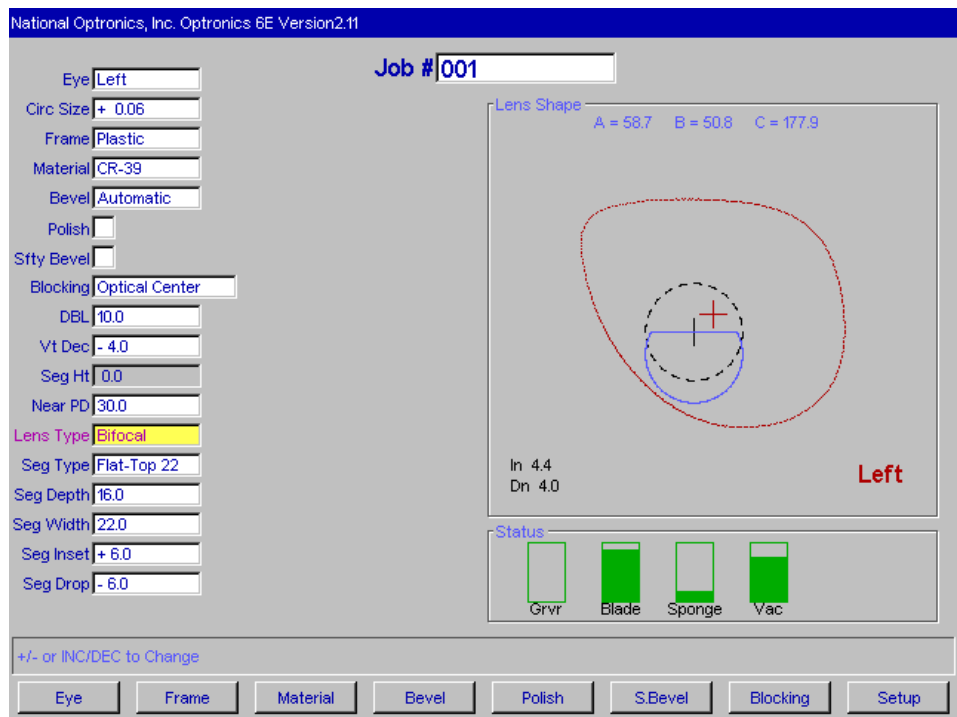 National Optronics, Inc. Optronics 6E Version2.11
Job # 001
Eye Left
Circ Size + 0.06
Frame Plastic
Material CR-39
Bevel Automatic
Polish
Sfty Bevel
Blocking Optical Center
DBL 10.0
Vt Dec - 4.0
Seg Ht 0.0
Near PD 30.0
Lens Type Bifocal
Seg Type Flat-Top 22
Seg Depth 16.0
Seg Width 22.0
Seg Inset + 6.0
Seg Drop - 6.0
Lens Shape
A = 58.7 B = 50.8 C = 177.9
In 4.4
Dn 4.0
Left
Status
Grvr Blade Sponge Vac
+/- or INC/DEC to Change
Eye Frame Material Bevel Polish S.Bevel Blocking Setup